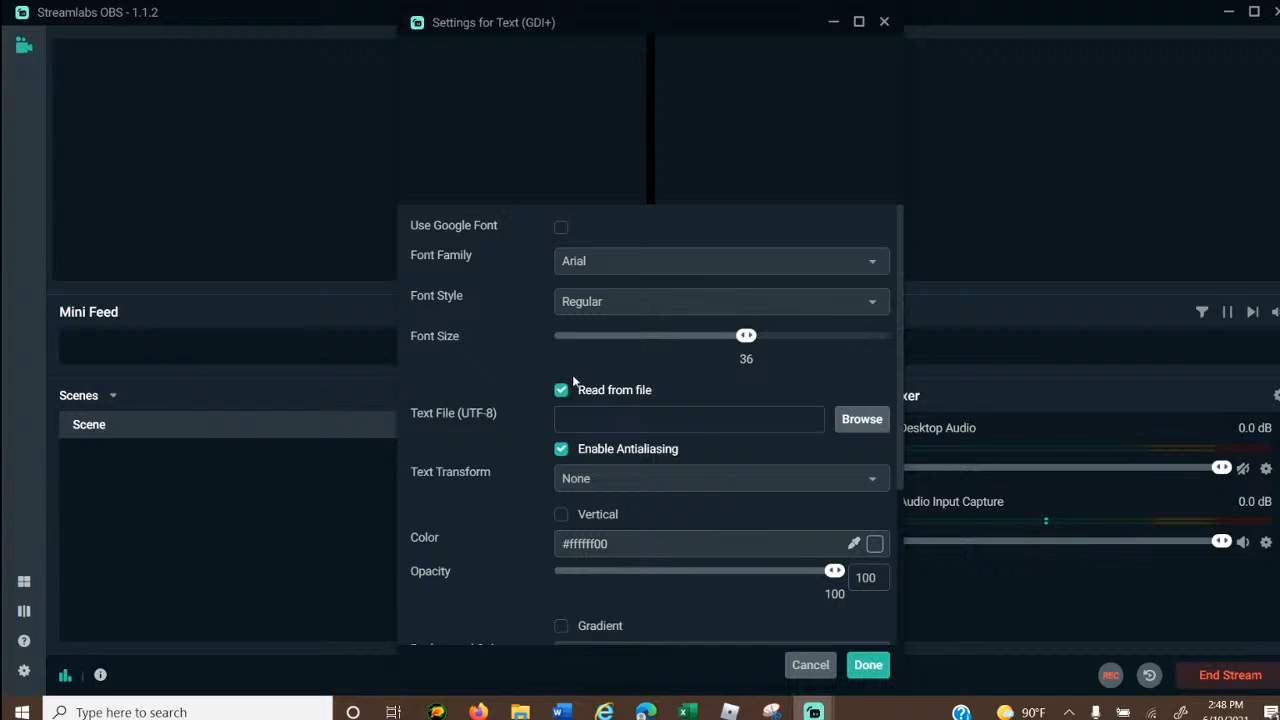 Streamlabs OBS - 1.1.2
Settings for Text (GDI+)
Use Google Font
Font Family
Arial
Font Style
Regular
Font Size
36
Mini Feed
Read from file
Scenes
xer
Scene
Text File (UTF-8)
Browse
Desktop Audio
0.0 dB
Enable Antialiasing
Text Transform
None
Audio Input Capture
0.0 dB
Vertical
Color
#ffffff00
Opacity
100
100
Gradient
Cancel
Done
REC
End Stream
Type here to search
90°F
2:48 PM